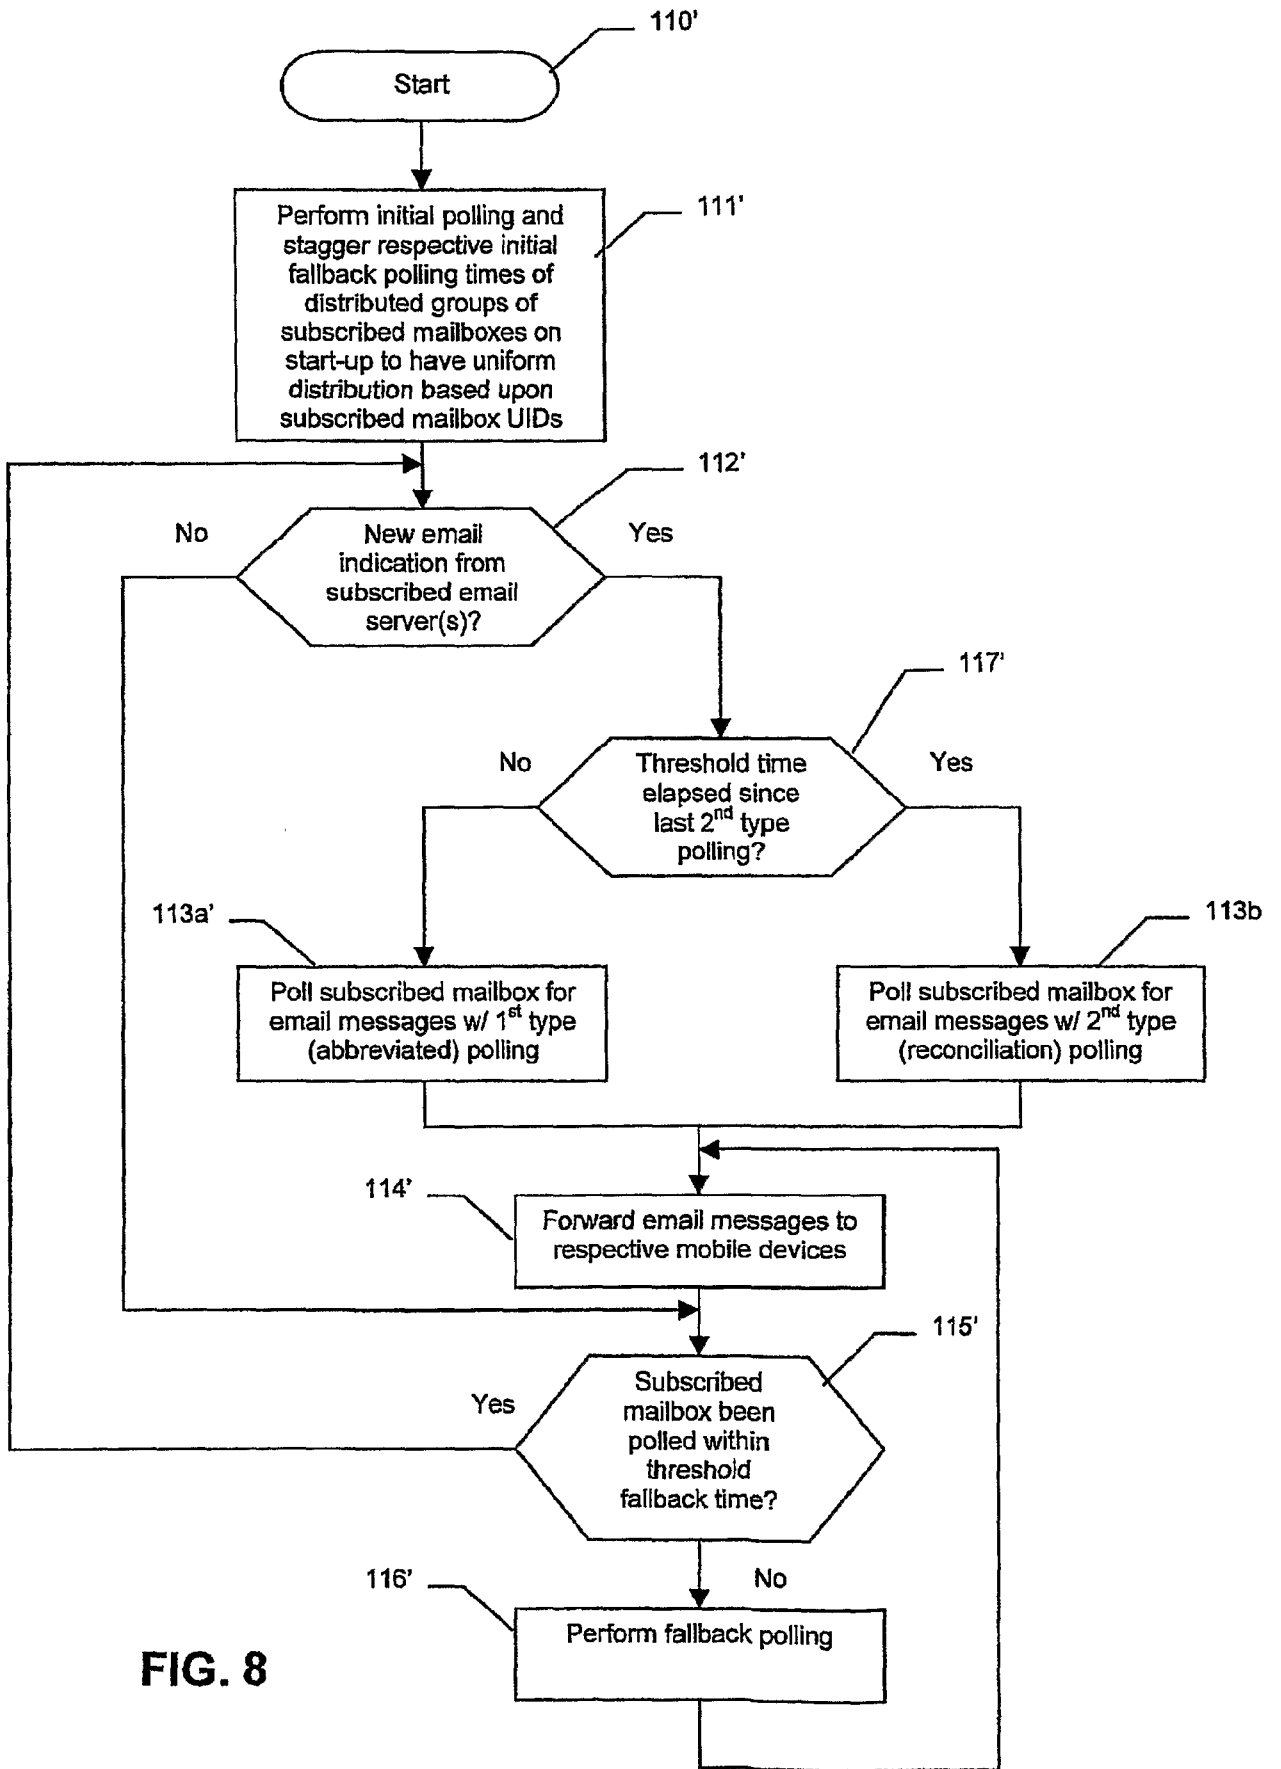 110'
Start
111'
Perform initial polling and
stagger respective initial
fallback polling times of
distributed groups of
subscribed mailboxes on
start-up to have uniform
distribution based upon
subscribed mailbox UIDs
112'
No
Yes
New email
indication from
subscribed email
server(s)?
117'
No
Yes
Threshold time
elapsed since
last 2nd type
polling?
113a'
113b
Poll subscribed mailbox for
email messages w/ 1st type
(abbreviated) polling
Poll subscribed mailbox for
email messages w/ 2nd type
(reconciliation) polling
114'
Forward email messages to
respective mobile devices
115'
Yes
Subscribed
mailbox been
polled within
threshold
fallback time?
No
116'
Perform fallback polling
FIG. 8